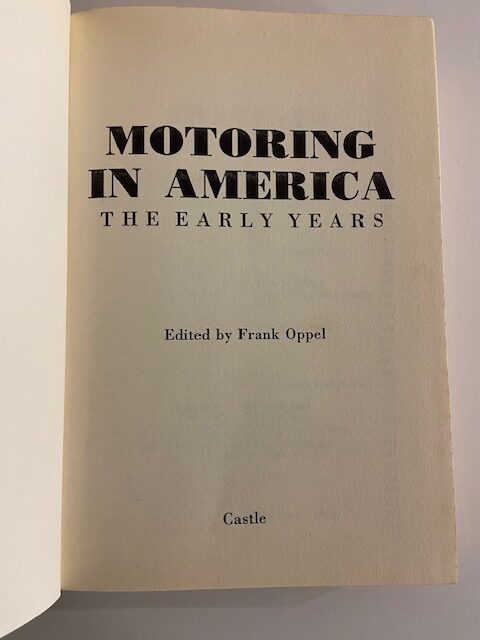 MOTORING
IN AMERICA
THE EARLY YEARS
Edited by Frank Oppel
Castle